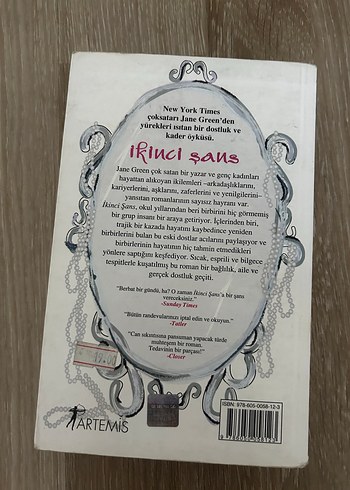 New York Times
çoksatarı Jane Green'den
yürekleri ısıtan bir dostluk ve
kader öyküsü.
İkinci şans
Jane Green çok satan bir yazar ve genç kadınları
hayattan alıkoyan ikilemleri –arkadaşlıklarını,
kariyerlerini, aşklarını, zaferlerini ve yenilgilerini–
yansıtan romanlarının sayısız hayranı var.
İkinci Şans, okul yıllarından beri birbirini hiç görmemiş
bir grup insanı bir araya getiriyor. İçlerinden biri,
trajik bir kazada hayatını kaybedince yeniden
birbirlerini bulan bu eski dostlar acılarını paylaşıyor ve
birbirlerinin hayatının hiç tahmin etmedikleri
yönlere saptığını keşfediyor. Sıcak, esprili ve bilgece
tespitlerle kuşatılmış bu roman bir bağlılık, aile ve
gerçek dostluk geçiti.
"Berbat bir gündü, ha? O zaman İkinci Şans'a bir şans
vereceksiniz."
-Sunday Times
"Bütün randevularınızı iptal edin ve okuyun."
-Tatler
"Can sıkıntısına pansuman yapacak türde
muhteşem bir roman.
Tedavinin bir parçası!"
-Closer
ARTEMİS
ISBN: 978-605-0058-12-3
9 786050 058123